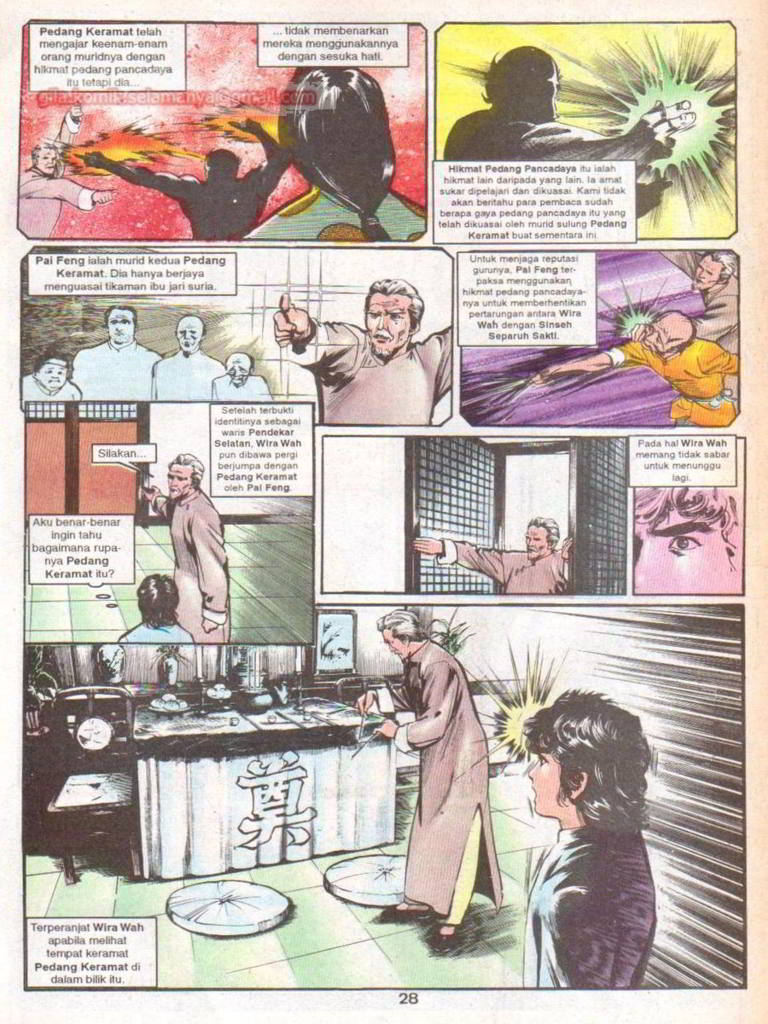 Pedang Keramat telah
mengajar keenam-enam
orang muridnya dengan
hikmat pedang pancadaya
itu tetapi dia...
... tidak membenarkan
mereka menggunakannya
dengan sesuka hati.
gilakomikselamanya@gmail.com
Hikmat Pedang Pancadaya itu ialah
hikmat lain daripada yang lain. Ia amat
sukar dipelajari dan dikuasai. Kami tidak
akan beritahu para pembaca sudah
berapa gaya pedang pancadaya itu yang
telah dikuasai oleh murid sulung Pedang
Keramat buat sementara ini.
Pai Feng ialah murid kedua Pedang
Keramat. Dia hanya berjaya
menguasai tikaman ibu jari suria.
Untuk menjaga reputasi
gurunya, Pai Feng ter-
paksa menggunakan
hikmat pedang pancadaya-
nya untuk memberhentikan
pertarungan antara Wira
Wah dengan Sinseh
Separuh Sakti.
Setelah terbukti
identitinya sebagai
waris Pendekar
Selatan, Wira Wah
pun dibawa pergi
berjumpa dengan
Pedang Keramat
oleh Pai Feng.
Silakan...
Aku benar-benar
ingin tahu
bagaimana rupa-
nya Pedang
Keramat itu?
Pada hal Wira Wah
memang tidak sabar
untuk menunggu
lagi.
奠
Terperanjat Wira Wah
apabila melihat
tempat keramat
Pedang Keramat di
dalam bilik itu.
28